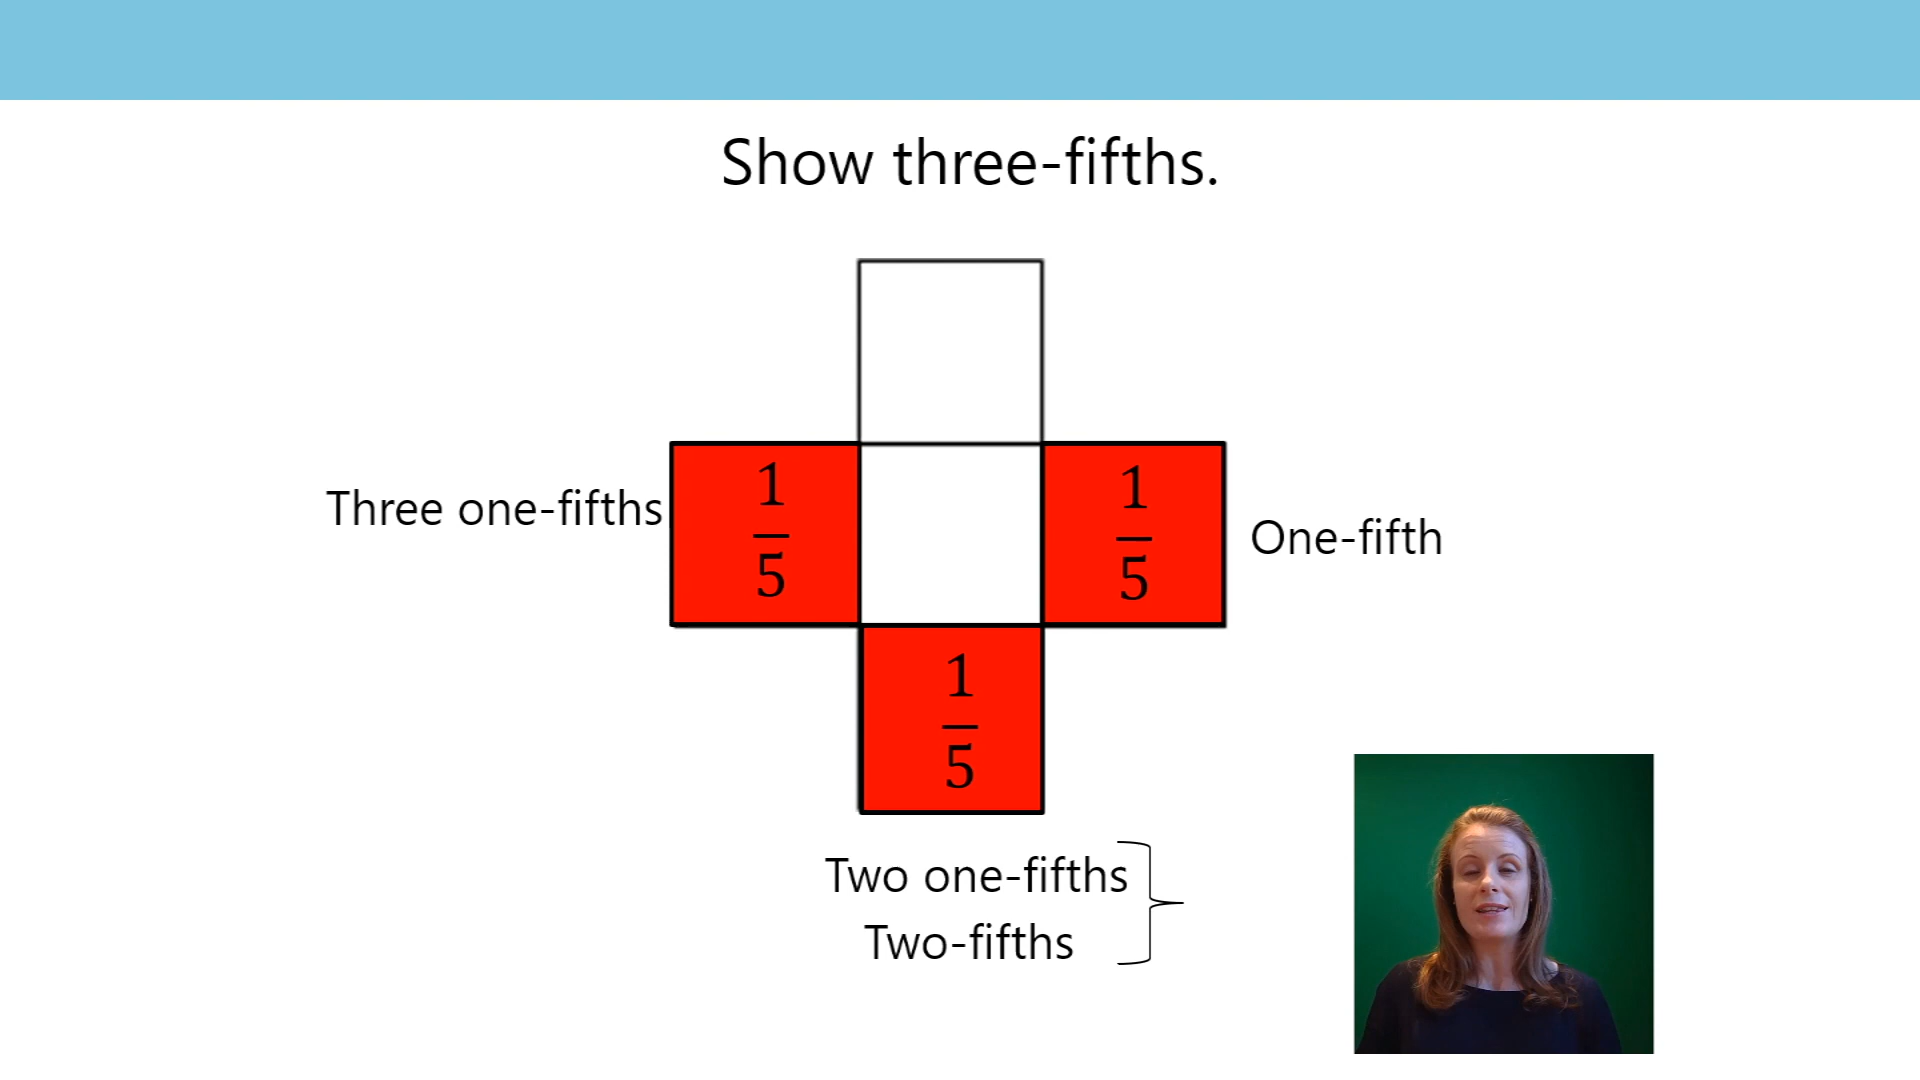 Show three-fifths.
Three one-fifths
1
5
1
5
One-fifth
1
5
Two one-fifths
Two-fifths